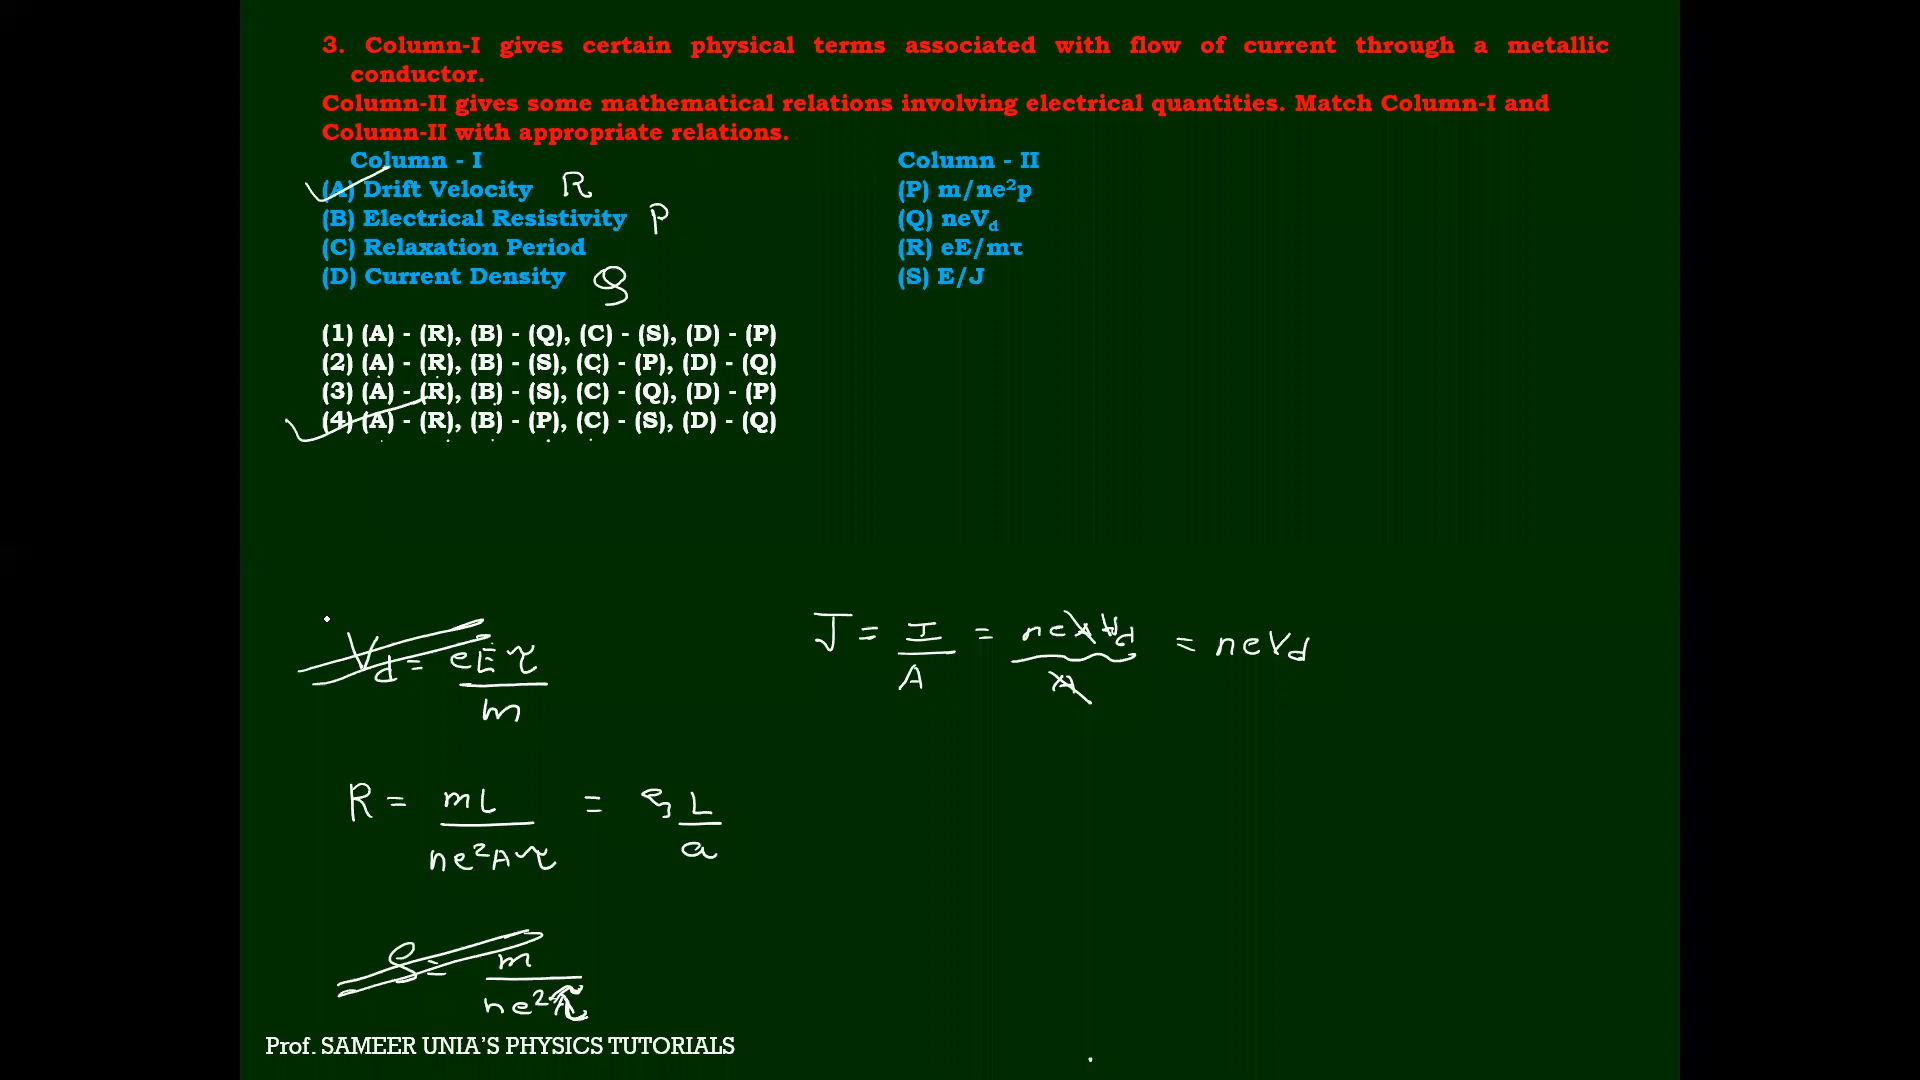 3. Column-I gives certain physical terms associated with flow of current through a metallic
conductor.
Column-II gives some mathematical relations involving electrical quantities. Match Column-I and
Column-II with appropriate relations.
Column - I Column - II
(A) Drift Velocity R (P) m/ne²p
(B) Electrical Resistivity P (Q) neV_d
(C) Relaxation Period (R) eE/mτ
(D) Current Density Q (S) E/J
(1) (A) - (R), (B) - (Q), (C) - (S), (D) - (P)
(2) (A) - (R), (B) - (S), (C) - (P), (D) - (Q)
(3) (A) - (R), (B) - (S), (C) - (Q), (D) - (P)
(4) (A) - (R), (B) - (P), (C) - (S), (D) - (Q)
V_d = eEτ / m
J = I / A = neAV_d / A = neV_d
R = mL / ne²Aτ = ρ L / a
ρ = m / ne²τ
Prof. SAMEER UNIA'S PHYSICS TUTORIALS